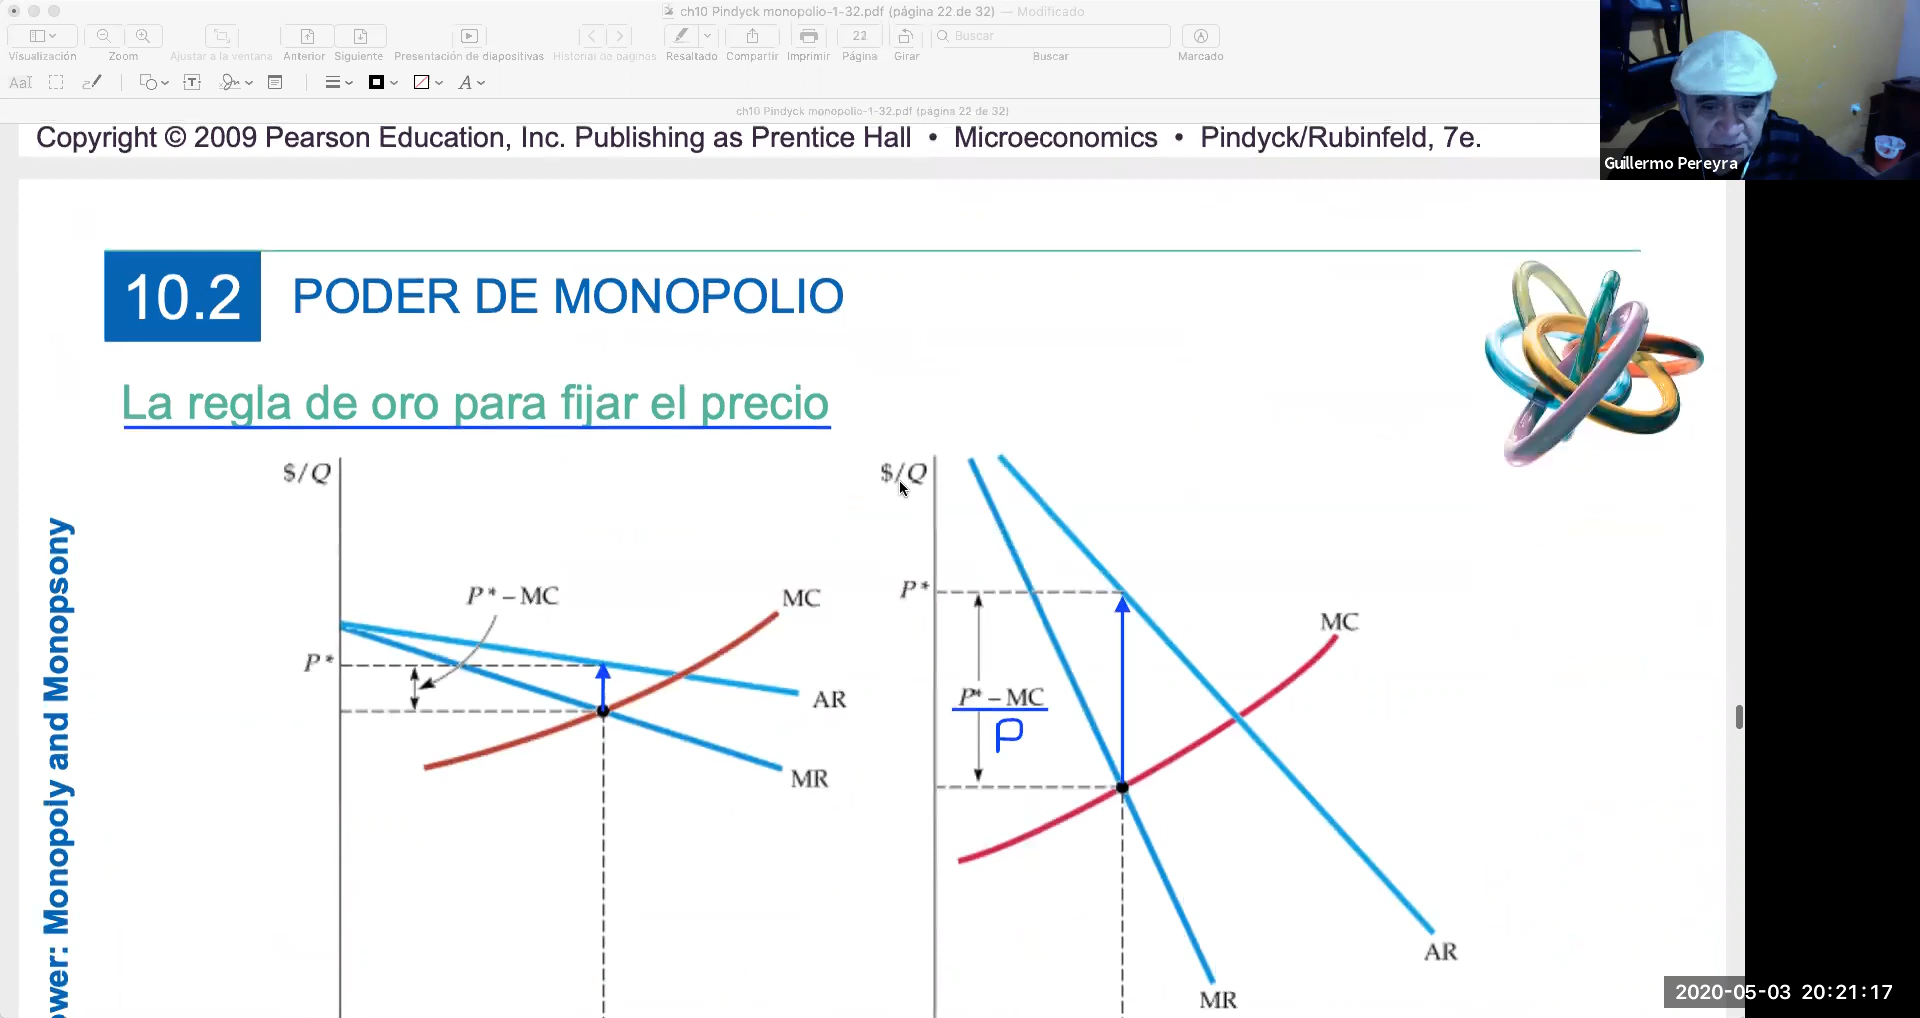 ch10 Pindyck monopolio-1-32.pdf (página 22 de 32) — Modificado
22
Buscar
Visualización
Zoom
Ajustar a la ventana
Anterior
Siguiente
Presentación de diapositivas
Historial de páginas
Resaltado
Compartir
Imprimir
Página
Girar
Buscar
Marcado
AaI
A
ch10 Pindyck monopolio-1-32.pdf (página 22 de 32)
Copyright © 2009 Pearson Education, Inc. Publishing as Prentice Hall • Microeconomics • Pindyck/Rubinfeld, 7e.
Guillermo Pereyra
10.2 PODER DE MONOPOLIO
La regla de oro para fijar el precio
ower: Monopoly and Monopsony
$/Q
P* – MC
MC
P*
AR
MR
$/Q
P*
MC
P* – MC
P
AR
MR
2020-05-03 20:21:17